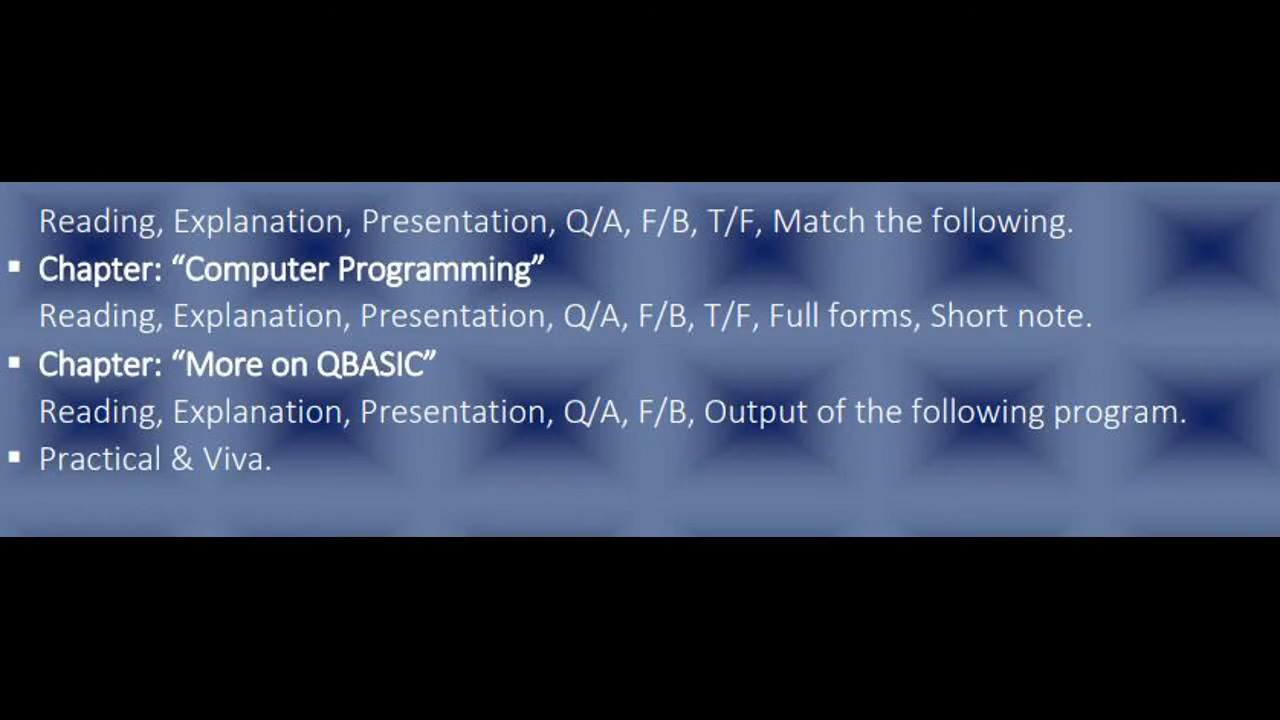 Reading, Explanation, Presentation, Q/A, F/B, T/F, Match the following.
▪ Chapter: “Computer Programming”
Reading, Explanation, Presentation, Q/A, F/B, T/F, Full forms, Short note.
▪ Chapter: “More on QBASIC”
Reading, Explanation, Presentation, Q/A, F/B, Output of the following program.
▪ Practical & Viva.